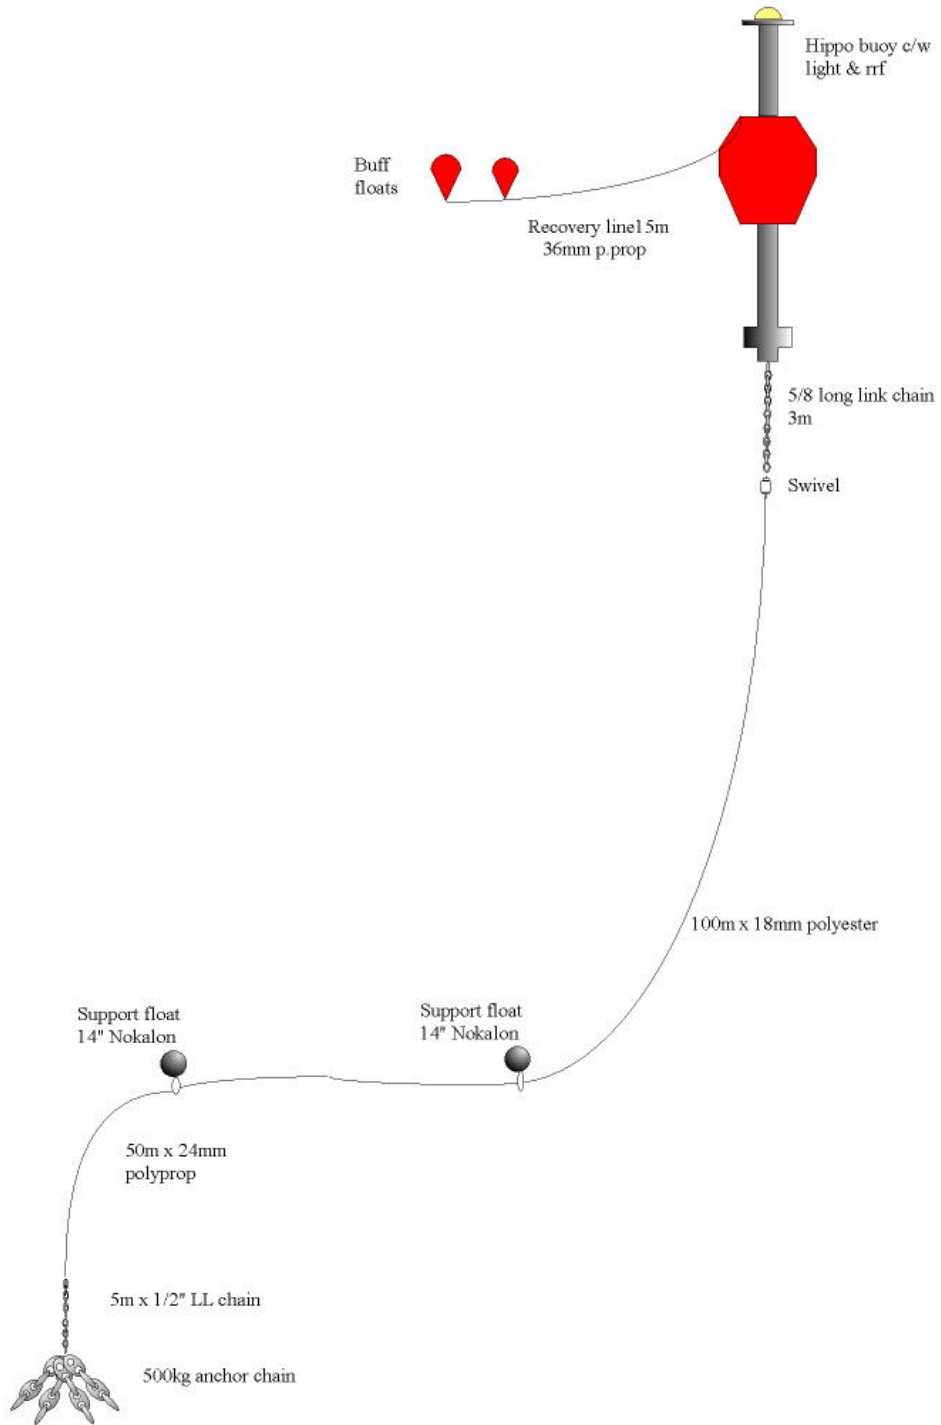 Hippo buoy c/w
light & rrf
Buff
floats
Recovery line15m
36mm p.prop
5/8 long link chain
3m
Swivel
100m x 18mm polyester
Support float
14" Nokalon
Support float
14" Nokalon
50m x 24mm
polyprop
5m x 1/2" LL chain
500kg anchor chain